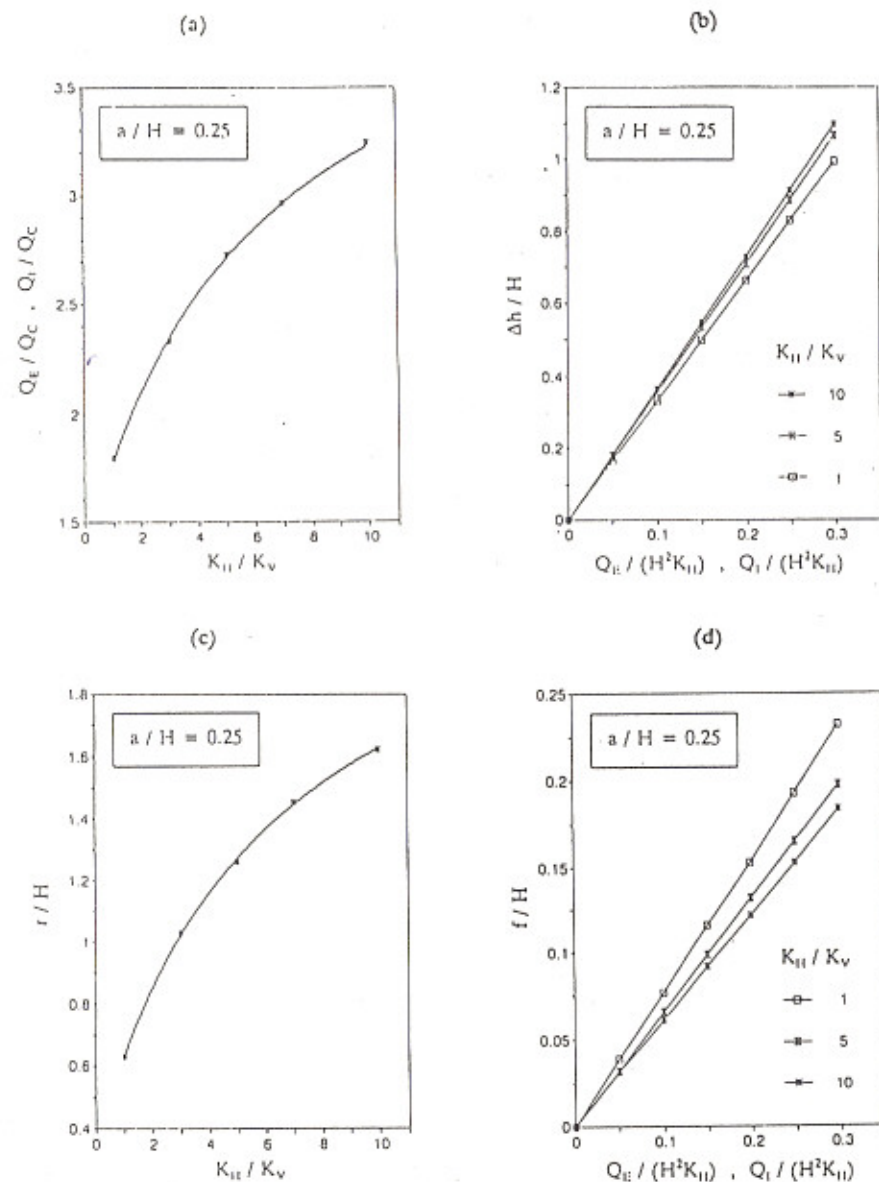 (a)
3.5
3
2.5
2
1.5
a / H = 0.25
Q_E / Q_C , Q_I / Q_C
0 2 4 6 8 10
K_H / K_V
(b)
1.2
1
0.8
0.6
0.4
0.2
0
a / H = 0.25
Δh / H
K_H / K_V
10
5
1
0 0.1 0.2 0.3
Q_E / (H²K_H) , Q_I / (H²K_H)
(c)
1.8
1.6
1.4
1.2
1
0.8
0.6
0.4
a / H = 0.25
r / H
0 2 4 6 8 10
K_H / K_V
(d)
0.25
0.2
0.15
0.1
0.05
0
a / H = 0.25
f / H
K_H / K_V
1
5
10
0 0.1 0.2 0.3
Q_E / (H²K_H) , Q_I / (H²K_H)